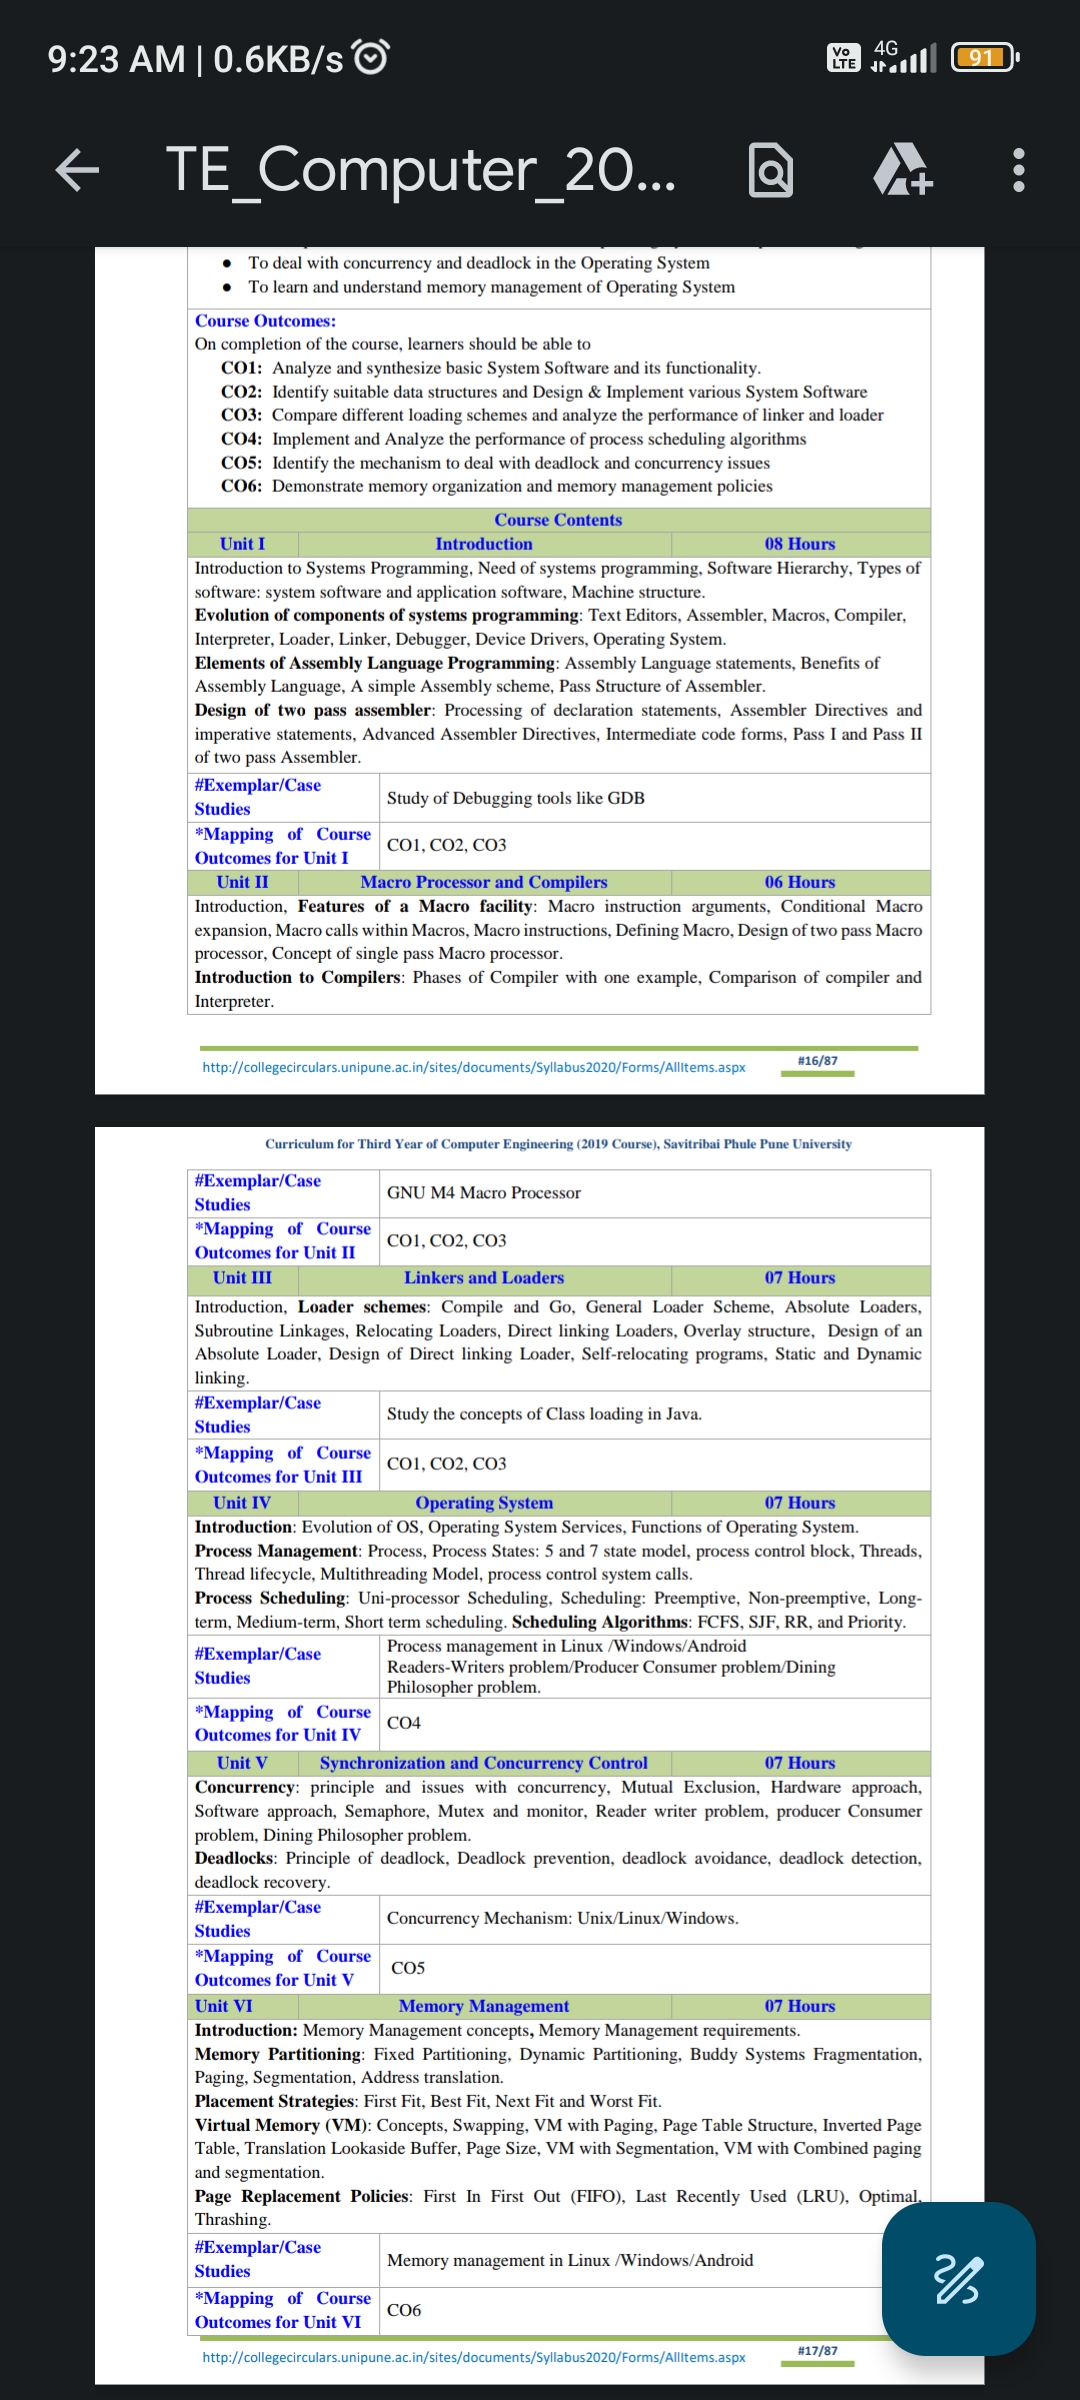 9:23 AM | 0.6KB/s
Vo LTE 4G 91
TE_Computer_20...
● To deal with concurrency and deadlock in the Operating System
● To learn and understand memory management of Operating System
Course Outcomes:
On completion of the course, learners should be able to
CO1: Analyze and synthesize basic System Software and its functionality.
CO2: Identify suitable data structures and Design & Implement various System Software
CO3: Compare different loading schemes and analyze the performance of linker and loader
CO4: Implement and Analyze the performance of process scheduling algorithms
CO5: Identify the mechanism to deal with deadlock and concurrency issues
CO6: Demonstrate memory organization and memory management policies
Course Contents
Unit I Introduction 08 Hours
Introduction to Systems Programming, Need of systems programming, Software Hierarchy, Types of
software: system software and application software, Machine structure.
Evolution of components of systems programming: Text Editors, Assembler, Macros, Compiler,
Interpreter, Loader, Linker, Debugger, Device Drivers, Operating System.
Elements of Assembly Language Programming: Assembly Language statements, Benefits of
Assembly Language, A simple Assembly scheme, Pass Structure of Assembler.
Design of two pass assembler: Processing of declaration statements, Assembler Directives and
imperative statements, Advanced Assembler Directives, Intermediate code forms, Pass I and Pass II
of two pass Assembler.
#Exemplar/Case
Studies
Study of Debugging tools like GDB
*Mapping of Course
Outcomes for Unit I
CO1, CO2, CO3
Unit II Macro Processor and Compilers 06 Hours
Introduction, Features of a Macro facility: Macro instruction arguments, Conditional Macro
expansion, Macro calls within Macros, Macro instructions, Defining Macro, Design of two pass Macro
processor, Concept of single pass Macro processor.
Introduction to Compilers: Phases of Compiler with one example, Comparison of compiler and
Interpreter.
http://collegecirculars.unipune.ac.in/sites/documents/Syllabus2020/Forms/AllItems.aspx #16/87
Curriculum for Third Year of Computer Engineering (2019 Course), Savitribai Phule Pune University
#Exemplar/Case
Studies
GNU M4 Macro Processor
*Mapping of Course
Outcomes for Unit II
CO1, CO2, CO3
Unit III Linkers and Loaders 07 Hours
Introduction, Loader schemes: Compile and Go, General Loader Scheme, Absolute Loaders,
Subroutine Linkages, Relocating Loaders, Direct linking Loaders, Overlay structure, Design of an
Absolute Loader, Design of Direct linking Loader, Self-relocating programs, Static and Dynamic
linking.
#Exemplar/Case
Studies
Study the concepts of Class loading in Java.
*Mapping of Course
Outcomes for Unit III
CO1, CO2, CO3
Unit IV Operating System 07 Hours
Introduction: Evolution of OS, Operating System Services, Functions of Operating System.
Process Management: Process, Process States: 5 and 7 state model, process control block, Threads,
Thread lifecycle, Multithreading Model, process control system calls.
Process Scheduling: Uni-processor Scheduling, Scheduling: Preemptive, Non-preemptive, Long-
term, Medium-term, Short term scheduling. Scheduling Algorithms: FCFS, SJF, RR, and Priority.
#Exemplar/Case
Studies
Process management in Linux /Windows/Android
Readers-Writers problem/Producer Consumer problem/Dining
Philosopher problem.
*Mapping of Course
Outcomes for Unit IV
CO4
Unit V Synchronization and Concurrency Control 07 Hours
Concurrency: principle and issues with concurrency, Mutual Exclusion, Hardware approach,
Software approach, Semaphore, Mutex and monitor, Reader writer problem, producer Consumer
problem, Dining Philosopher problem.
Deadlocks: Principle of deadlock, Deadlock prevention, deadlock avoidance, deadlock detection,
deadlock recovery.
#Exemplar/Case
Studies
Concurrency Mechanism: Unix/Linux/Windows.
*Mapping of Course
Outcomes for Unit V
CO5
Unit VI Memory Management 07 Hours
Introduction: Memory Management concepts, Memory Management requirements.
Memory Partitioning: Fixed Partitioning, Dynamic Partitioning, Buddy Systems Fragmentation,
Paging, Segmentation, Address translation.
Placement Strategies: First Fit, Best Fit, Next Fit and Worst Fit.
Virtual Memory (VM): Concepts, Swapping, VM with Paging, Page Table Structure, Inverted Page
Table, Translation Lookaside Buffer, Page Size, VM with Segmentation, VM with Combined paging
and segmentation.
Page Replacement Policies: First In First Out (FIFO), Last Recently Used (LRU), Optimal,
Thrashing.
#Exemplar/Case
Studies
Memory management in Linux /Windows/Android
*Mapping of Course
Outcomes for Unit VI
CO6
http://collegecirculars.unipune.ac.in/sites/documents/Syllabus2020/Forms/AllItems.aspx #17/87